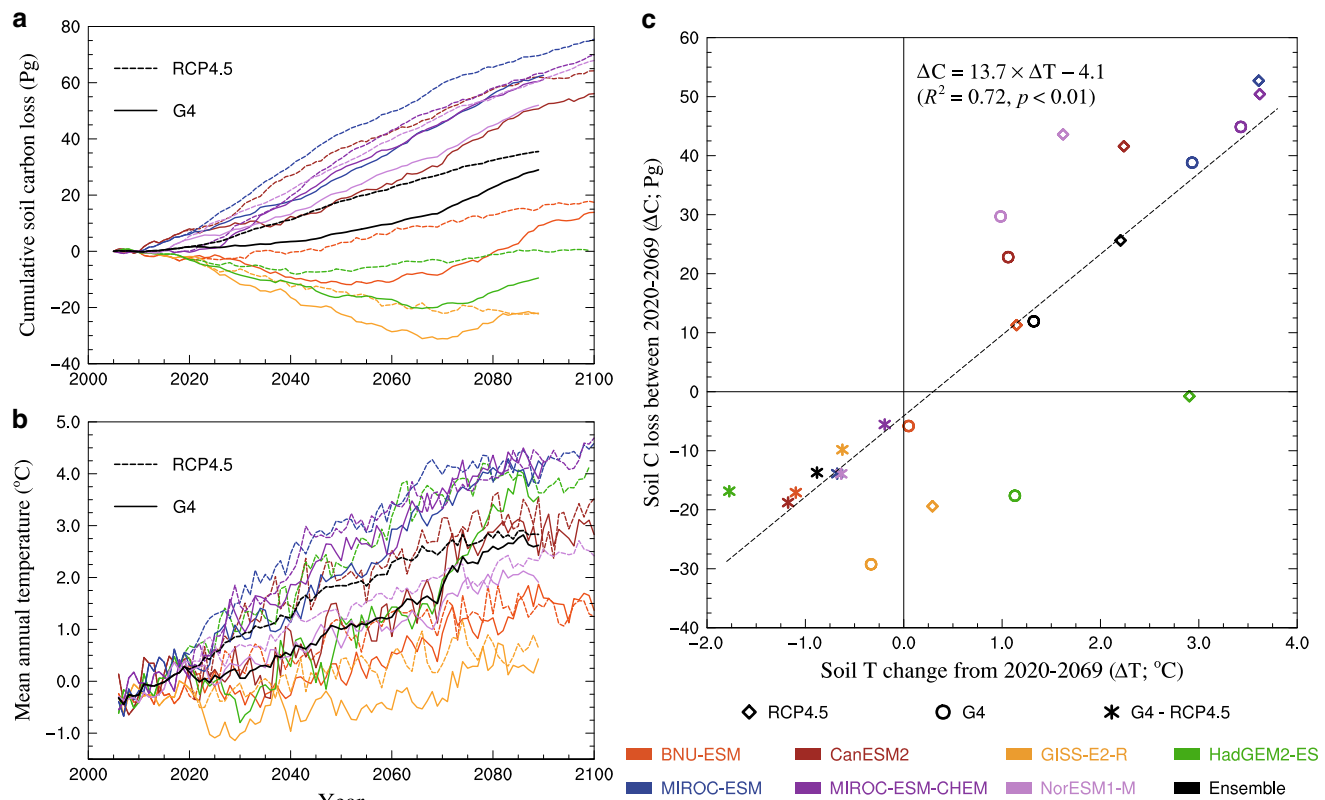 a
80
60
40
20
0
−20
−40
2000
2020
2040
2060
2080
2100
Cumulative soil carbon loss (Pg)
RCP4.5
G4
b
5.0
4.0
3.0
2.0
1.0
0.0
−1.0
2000
2020
2040
2060
2080
2100
Mean annual temperature (°C)
RCP4.5
G4
Year
c
60
50
40
30
20
10
0
−10
−20
−30
−40
−2.0
−1.0
0.0
1.0
2.0
3.0
4.0
Soil C loss between 2020-2069 (ΔC; Pg)
ΔC = 13.7 × ΔT − 4.1
(R² = 0.72, p < 0.01)
Soil T change from 2020-2069 (ΔT; °C)
RCP4.5 G4 G4 - RCP4.5
BNU-ESM CanESM2 GISS-E2-R HadGEM2-ES
MIROC-ESM MIROC-ESM-CHEM NorESM1-M Ensemble